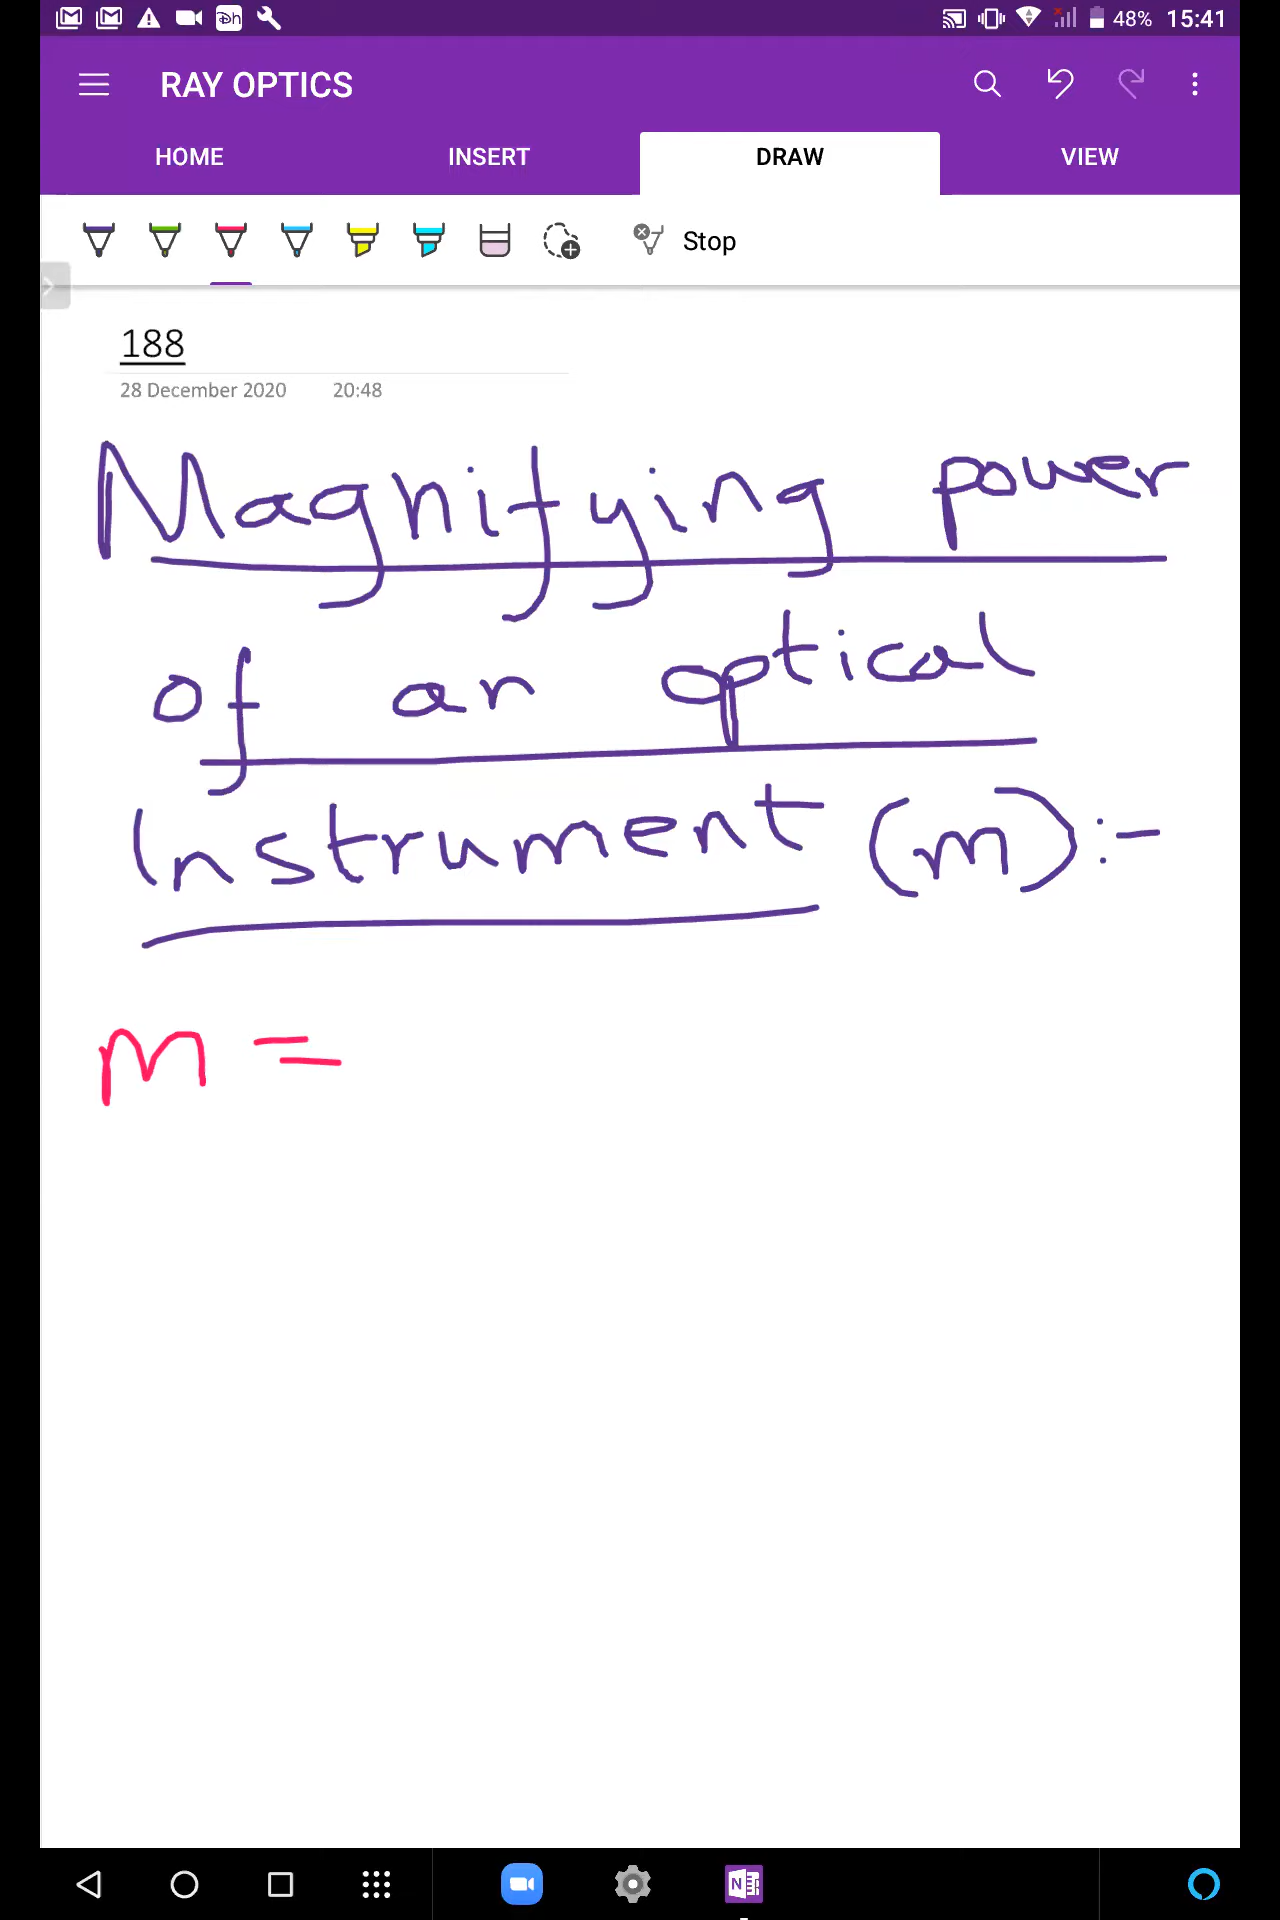 48% 15:41
RAY OPTICS
HOME INSERT DRAW VIEW
Stop
188
28 December 2020 20:48
Magnifying power
of an optical
Instrument (m):-
m =